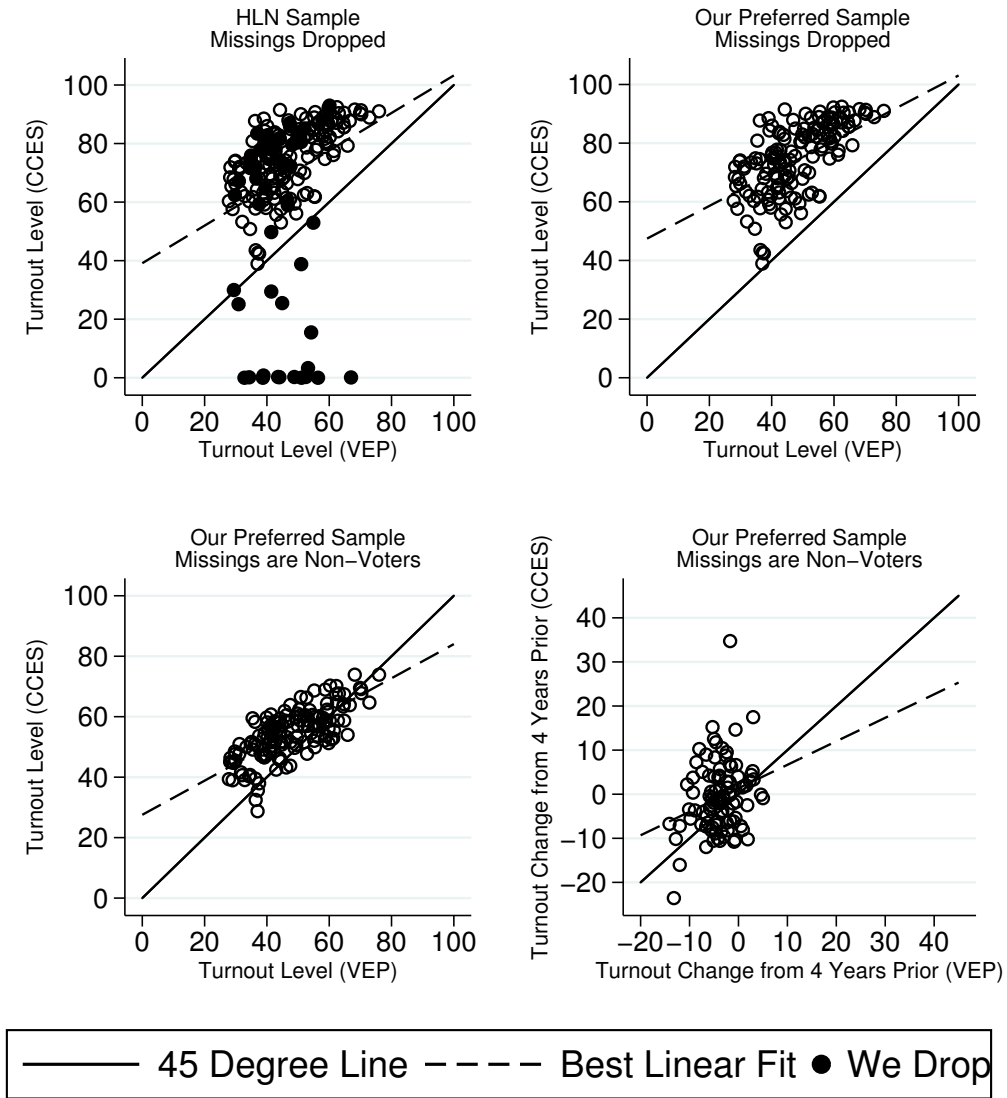 HLN Sample
Missings Dropped
Turnout Level (CCES)
100
80
60
40
20
0
0 20 40 60 80 100
Turnout Level (VEP)
Our Preferred Sample
Missings Dropped
Turnout Level (CCES)
100
80
60
40
20
0
0 20 40 60 80 100
Turnout Level (VEP)
Our Preferred Sample
Missings are Non−Voters
Turnout Level (CCES)
100
80
60
40
20
0
0 20 40 60 80 100
Turnout Level (VEP)
Our Preferred Sample
Missings are Non−Voters
Turnout Change from 4 Years Prior (CCES)
40
30
20
10
0
−10
−20
−20 −10 0 10 20 30 40
Turnout Change from 4 Years Prior (VEP)
45 Degree Line Best Linear Fit We Drop